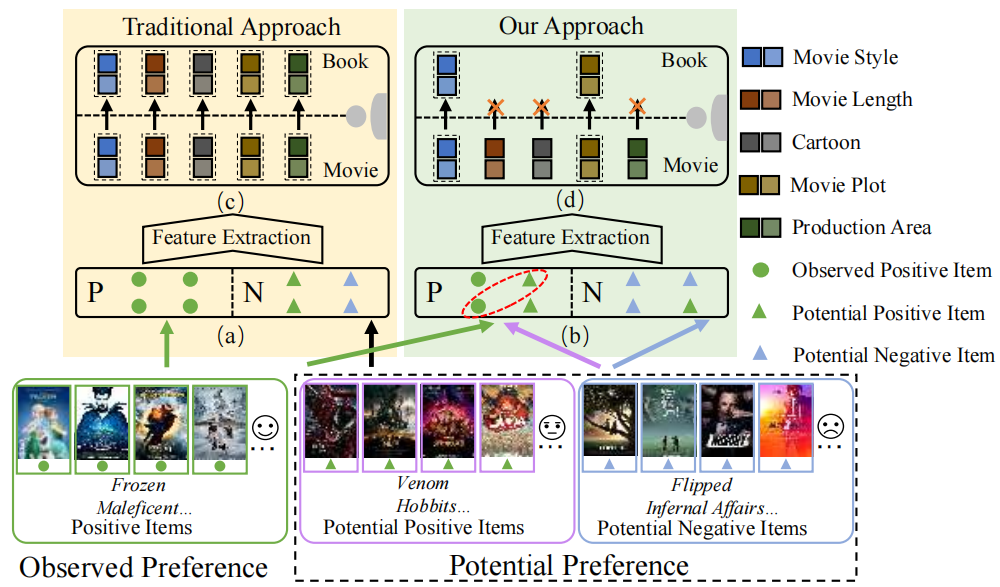 Traditional Approach
Our Approach
Book
Movie
(c)
Feature Extraction
P
N
(a)
Book
Movie
(d)
Feature Extraction
P
N
(b)
Movie Style
Movie Length
Cartoon
Movie Plot
Production Area
Observed Positive Item
Potential Positive Item
Potential Negative Item
Frozen
Maleficent...
Positive Items
...
Venom
Hobbits...
Potential Positive Items
...
Flipped
Infernal Affairs...
Potential Negative Items
...
Observed Preference
Potential Preference